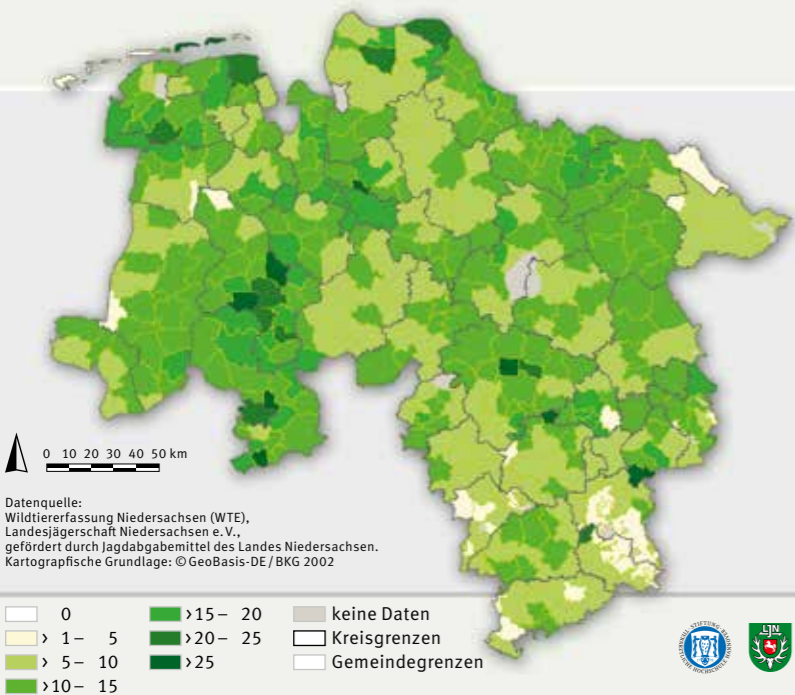 0 10 20 30 40 50 km
Datenquelle:
Wildtiererfassung Niedersachsen (WTE),
Landesjägerschaft Niedersachsen e. V.,
gefördert durch Jagdabgabemittel des Landes Niedersachsen.
Kartografische Grundlage: © GeoBasis-DE / BKG 2002
0
> 1 – 5
> 5 – 10
>10 – 15
>15 – 20
>20 – 25
>25
keine Daten
Kreisgrenzen
Gemeindegrenzen
LJN